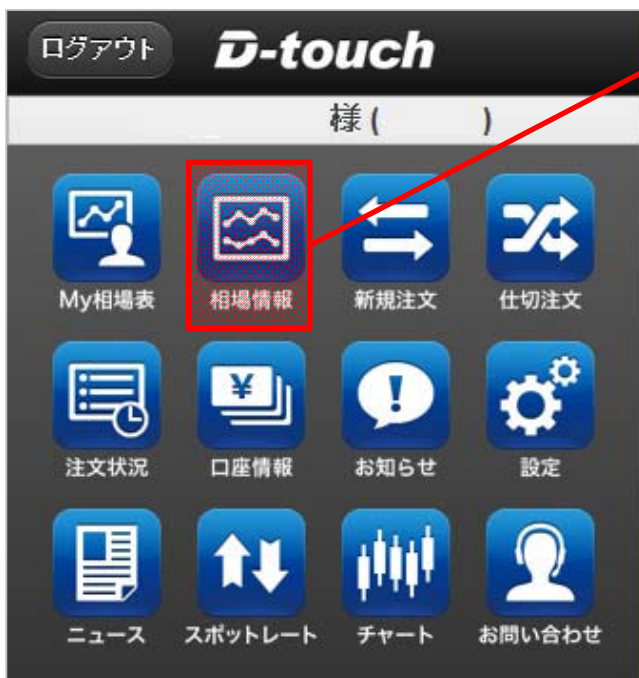 ログアウト D-touch
様 ( )
My相場表 相場情報 新規注文 仕切注文
¥ !
注文状況 口座情報 お知らせ 設定
ニュース スポットレート チャート お問い合わせ